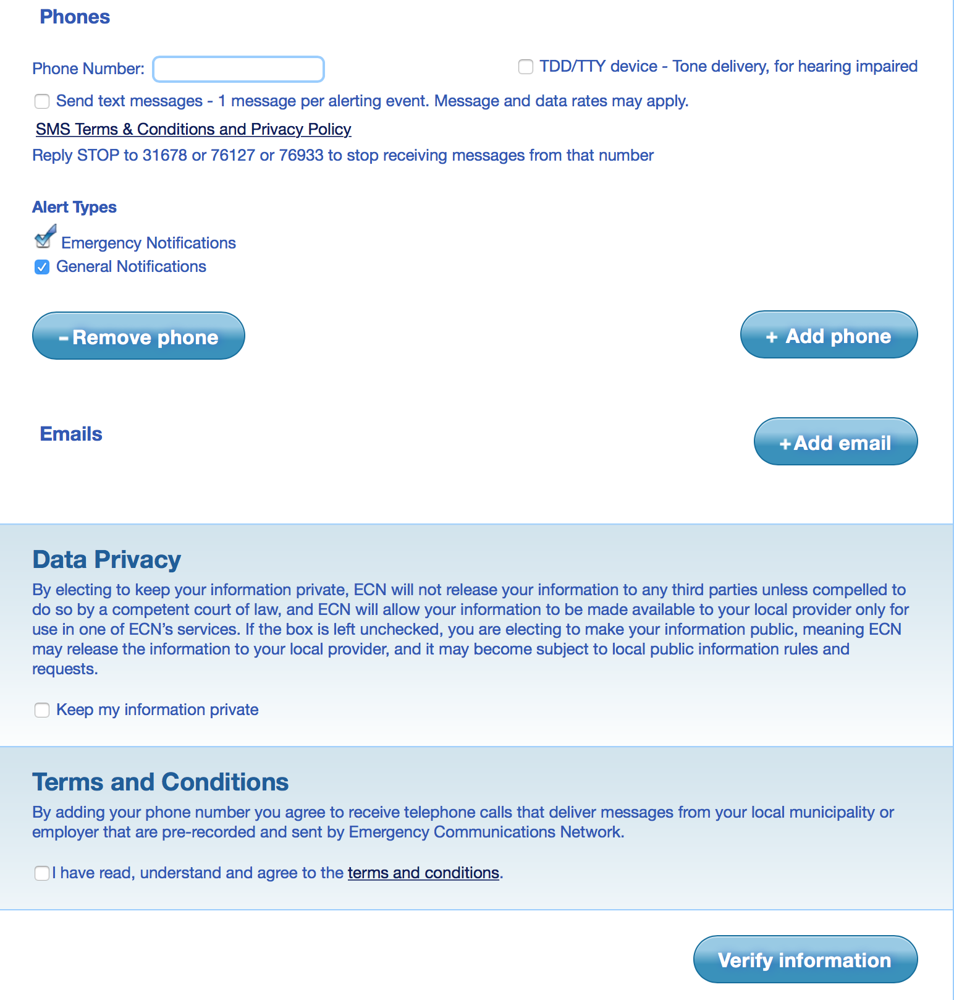 Phones
Phone Number:
TDD/TTY device - Tone delivery, for hearing impaired
Send text messages - 1 message per alerting event. Message and data rates may apply.
SMS Terms & Conditions and Privacy Policy
Reply STOP to 31678 or 76127 or 76933 to stop receiving messages from that number
Alert Types
Emergency Notifications
General Notifications
- Remove phone
+ Add phone
Emails
+ Add email
Data Privacy
By electing to keep your information private, ECN will not release your information to any third parties unless compelled to
do so by a competent court of law, and ECN will allow your information to be made available to your local provider only for
use in one of ECN’s services. If the box is left unchecked, you are electing to make your information public, meaning ECN
may release the information to your local provider, and it may become subject to local public information rules and
requests.
Keep my information private
Terms and Conditions
By adding your phone number you agree to receive telephone calls that deliver messages from your local municipality or
employer that are pre-recorded and sent by Emergency Communications Network.
I have read, understand and agree to the terms and conditions.
Verify information